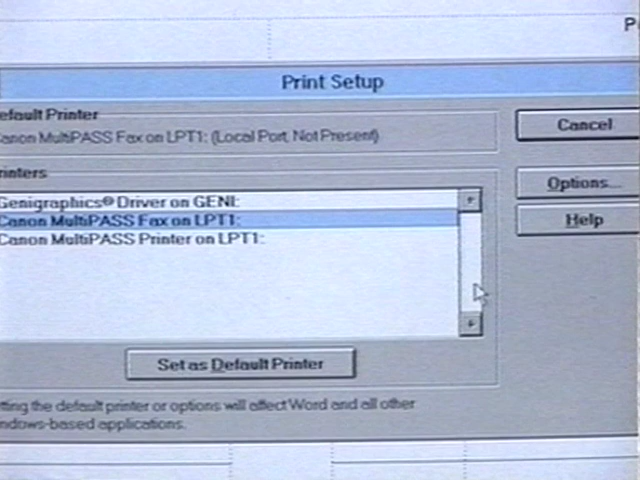 P
Print Setup
efault Printer
Canon MultiPASS Fax on LPT1: (Local Port, Not Present)
Cancel
rinters
Options...
Genigraphics® Driver on GENI:
Canon MultiPASS Fax on LPT1:
Help
Canon MultiPASS Printer on LPT1:
Set as Default Printer
tting the default printer or options will affect Word and all other
ndows-based applications.